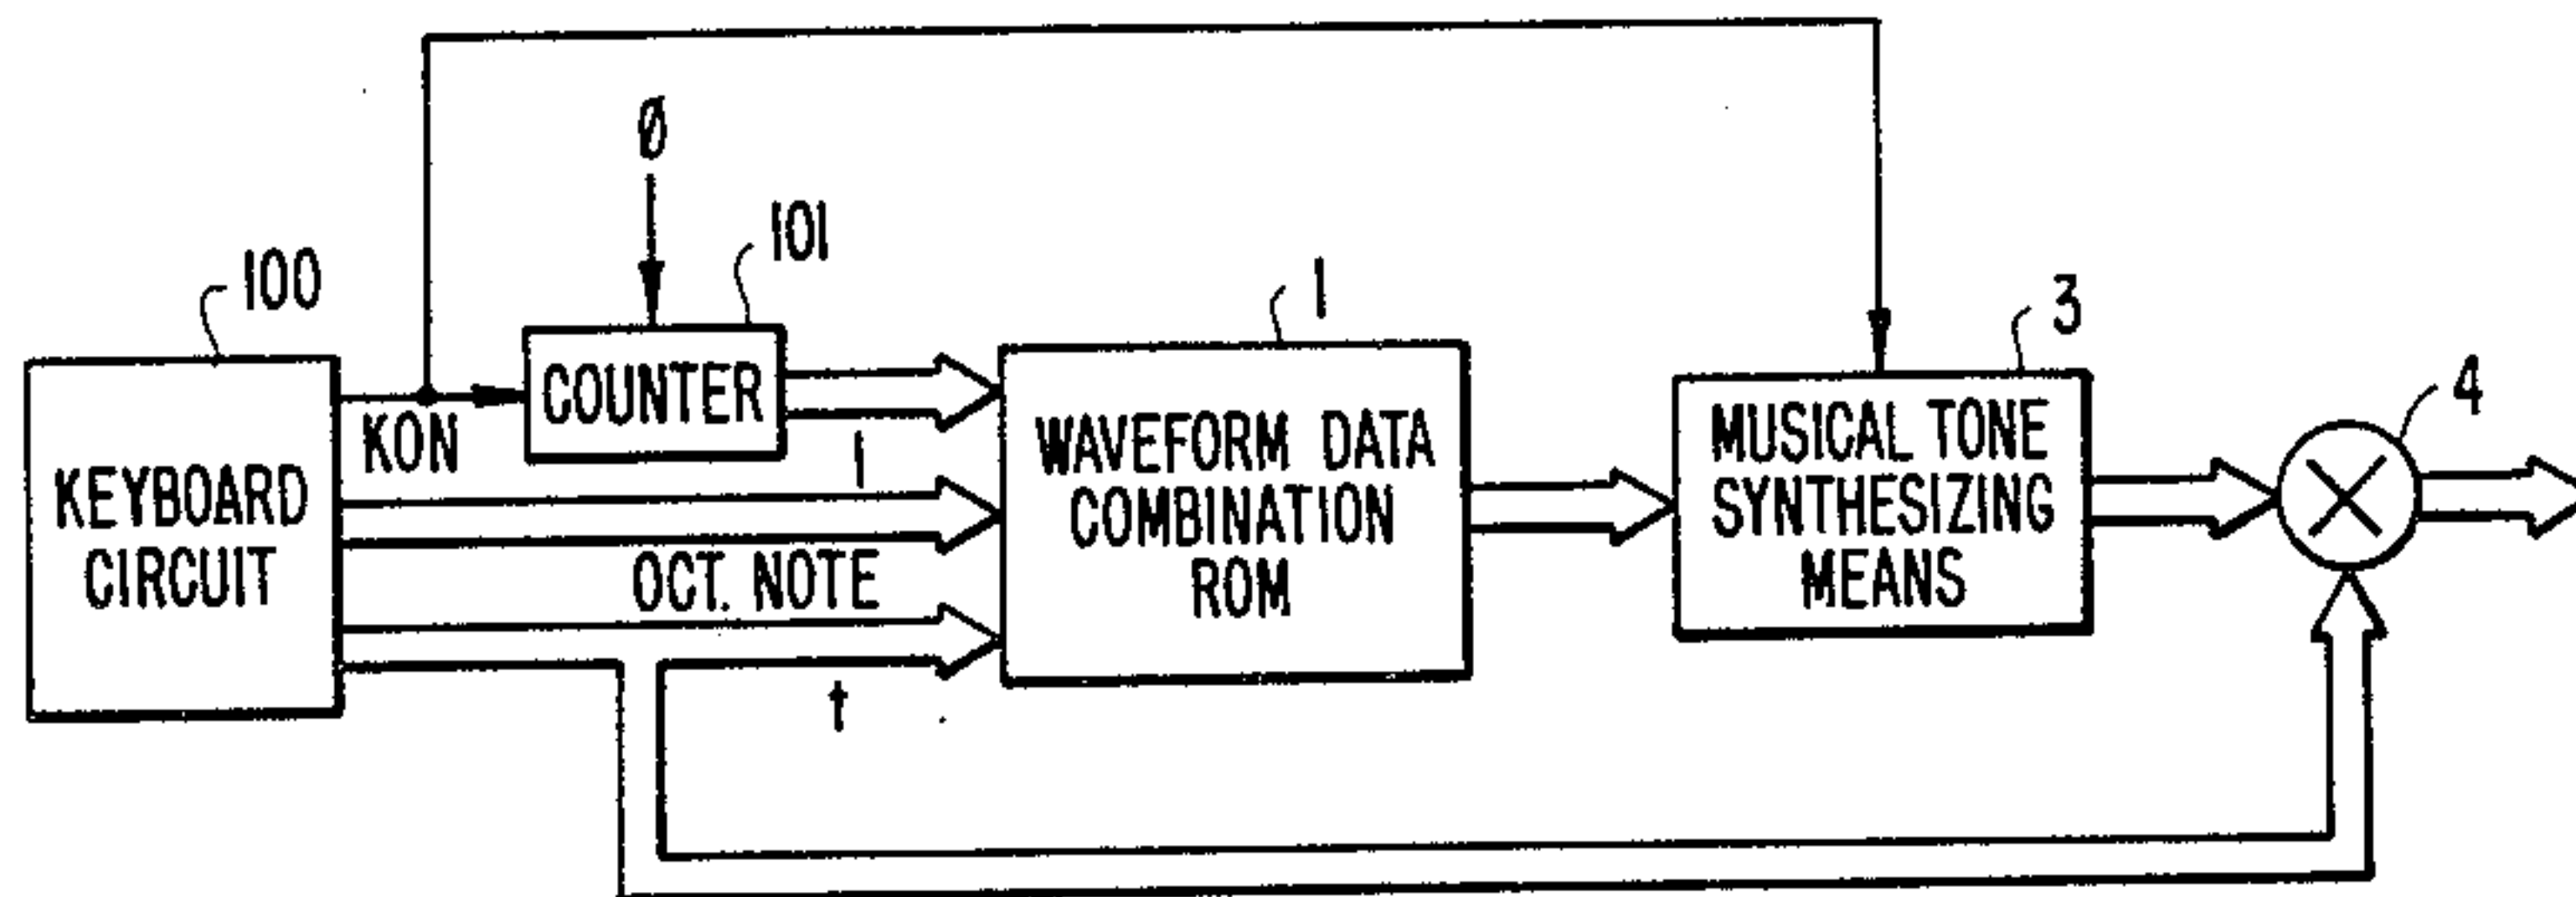 Ø
101
100
1
3
4
KEYBOARD
CIRCUIT
KON
COUNTER
I
OCT. NOTE
t
WAVEFORM DATA
COMBINATION
ROM
MUSICAL TONE
SYNTHESIZING
MEANS